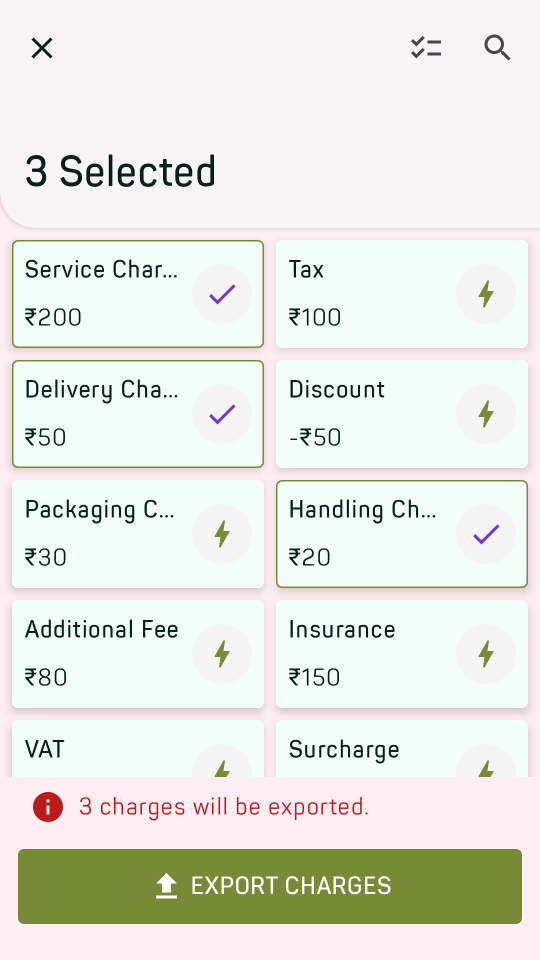 3 Selected
Service Char...
₹200
Tax
₹100
Delivery Cha...
₹50
Discount
-₹50
Packaging C...
₹30
Handling Ch...
₹20
Additional Fee
₹80
Insurance
₹150
VAT
Surcharge
3 charges will be exported.
EXPORT CHARGES